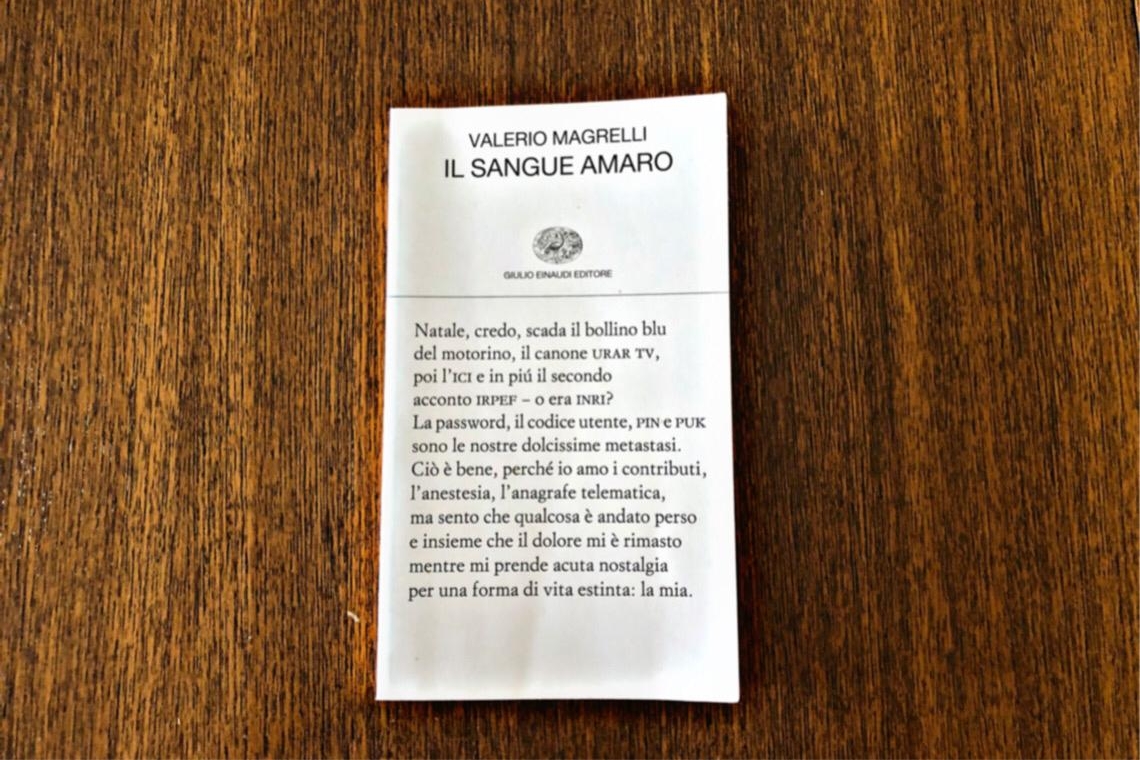 VALERIO MAGRELLI
IL SANGUE AMARO
GIULIO EINAUDI EDITORE
Natale, credo, scada il bollino blu
del motorino, il canone URAR TV,
poi l'ICI e in piú il secondo
acconto IRPEF – o era INRI?
La password, il codice utente, PIN e PUK
sono le nostre dolcissime metastasi.
Ciò è bene, perché io amo i contributi,
l'anestesia, l'anagrafe telematica,
ma sento che qualcosa è andato perso
e insieme che il dolore mi è rimasto
mentre mi prende acuta nostalgia
per una forma di vita estinta: la mia.